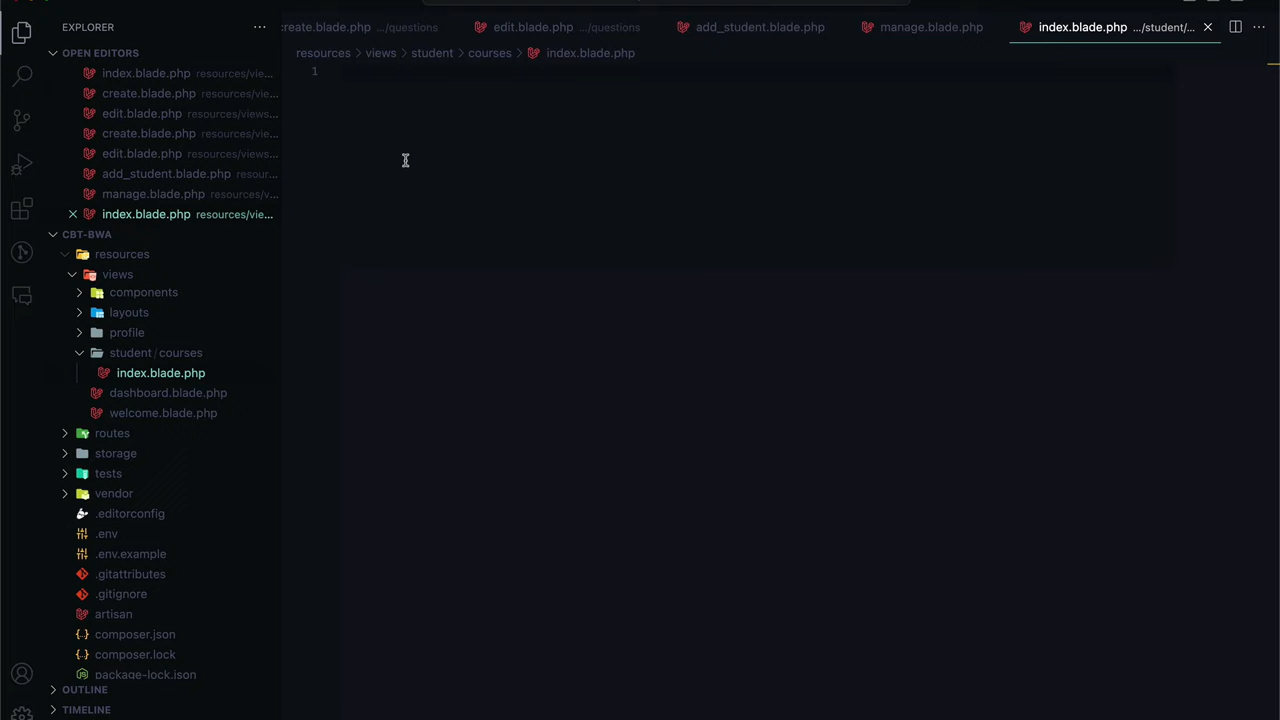 EXPLORER
create.blade.php .../questions
edit.blade.php .../questions
add_student.blade.php
manage.blade.php
index.blade.php .../student/...
OPEN EDITORS
resources > views > student > courses > index.blade.php
1
index.blade.php resources/vie...
create.blade.php resources/vie...
edit.blade.php resources/views...
create.blade.php resources/vie...
edit.blade.php resources/views...
add_student.blade.php resour...
manage.blade.php resources/v...
index.blade.php resources/vie...
CBT-BWA
resources
views
components
layouts
profile
student / courses
index.blade.php
dashboard.blade.php
welcome.blade.php
routes
storage
tests
vendor
.editorconfig
.env
.env.example
.gitattributes
.gitignore
artisan
composer.json
composer.lock
package-lock.json
OUTLINE
TIMELINE